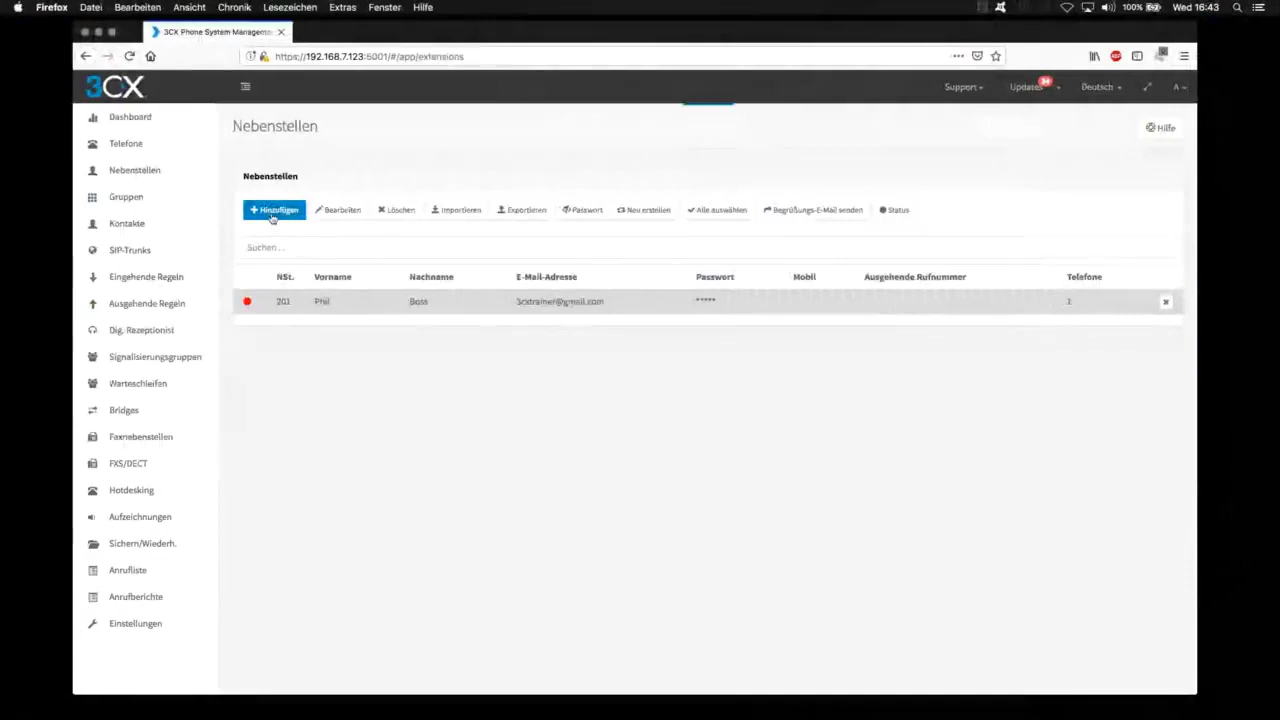 Firefox Datei Bearbeiten Ansicht Chronik Lesezeichen Extras Fenster Hilfe 100% Wed 16:43
3CX Phone System Manageme
https://192.168.7.123:5001/#/app/extensions
3CX Support Updates Deutsch A
Dashboard
Nebenstellen
Hilfe
Telefone
Nebenstellen
Nebenstellen
Gruppen
Hinzufügen Bearbeiten Löschen Importieren Exportieren Passwort Neu erstellen Alle auswählen Begrüßungs-E-Mail senden Status
Kontakte
SIP-Trunks
Suchen ...
Eingehende Regeln
NSt. Vorname Nachname E-Mail-Adresse Passwort Mobil Ausgehende Rufnummer Telefone
Ausgehende Regeln
201 Phil Boss 3cxtrainer@gmail.com *****
Dig. Rezeptionist
Signalisierungsgruppen
Warteschleifen
Bridges
Faxnebenstellen
FXS/DECT
Hotdesking
Aufzeichnungen
Sichern/Wiederh.
Anrufliste
Anrufberichte
Einstellungen